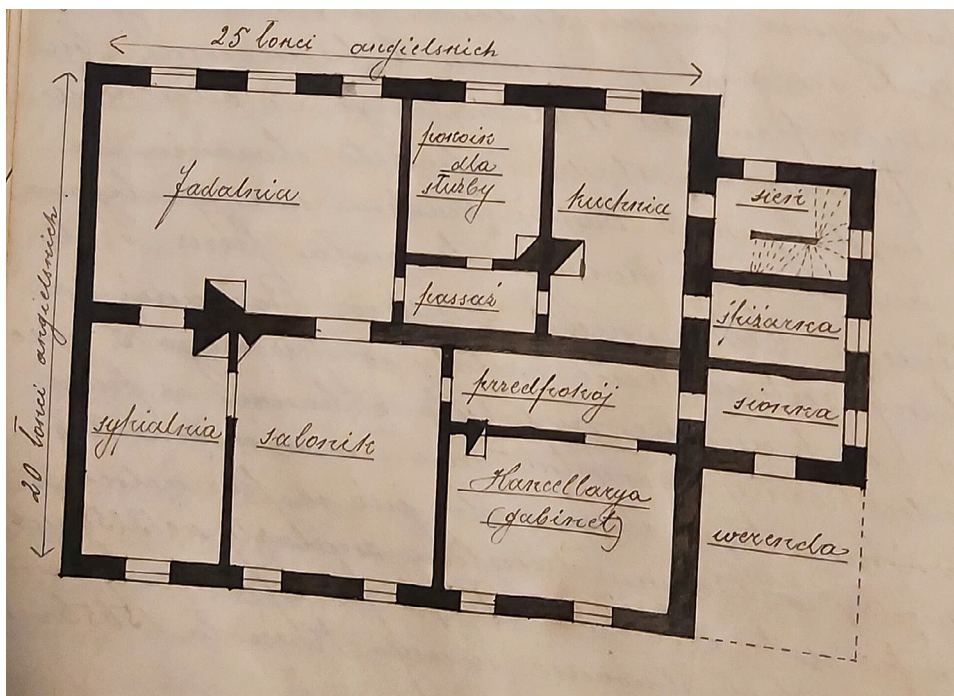 25 łokci angielskich
20 łokci angielskich
Jadalnia
pokoik
dla
służby
kuchnia
sień
passaż
śpiżarka
przedpokój
sionka
sypialnia
salonik
Kancellarya
(gabinet)
weranda